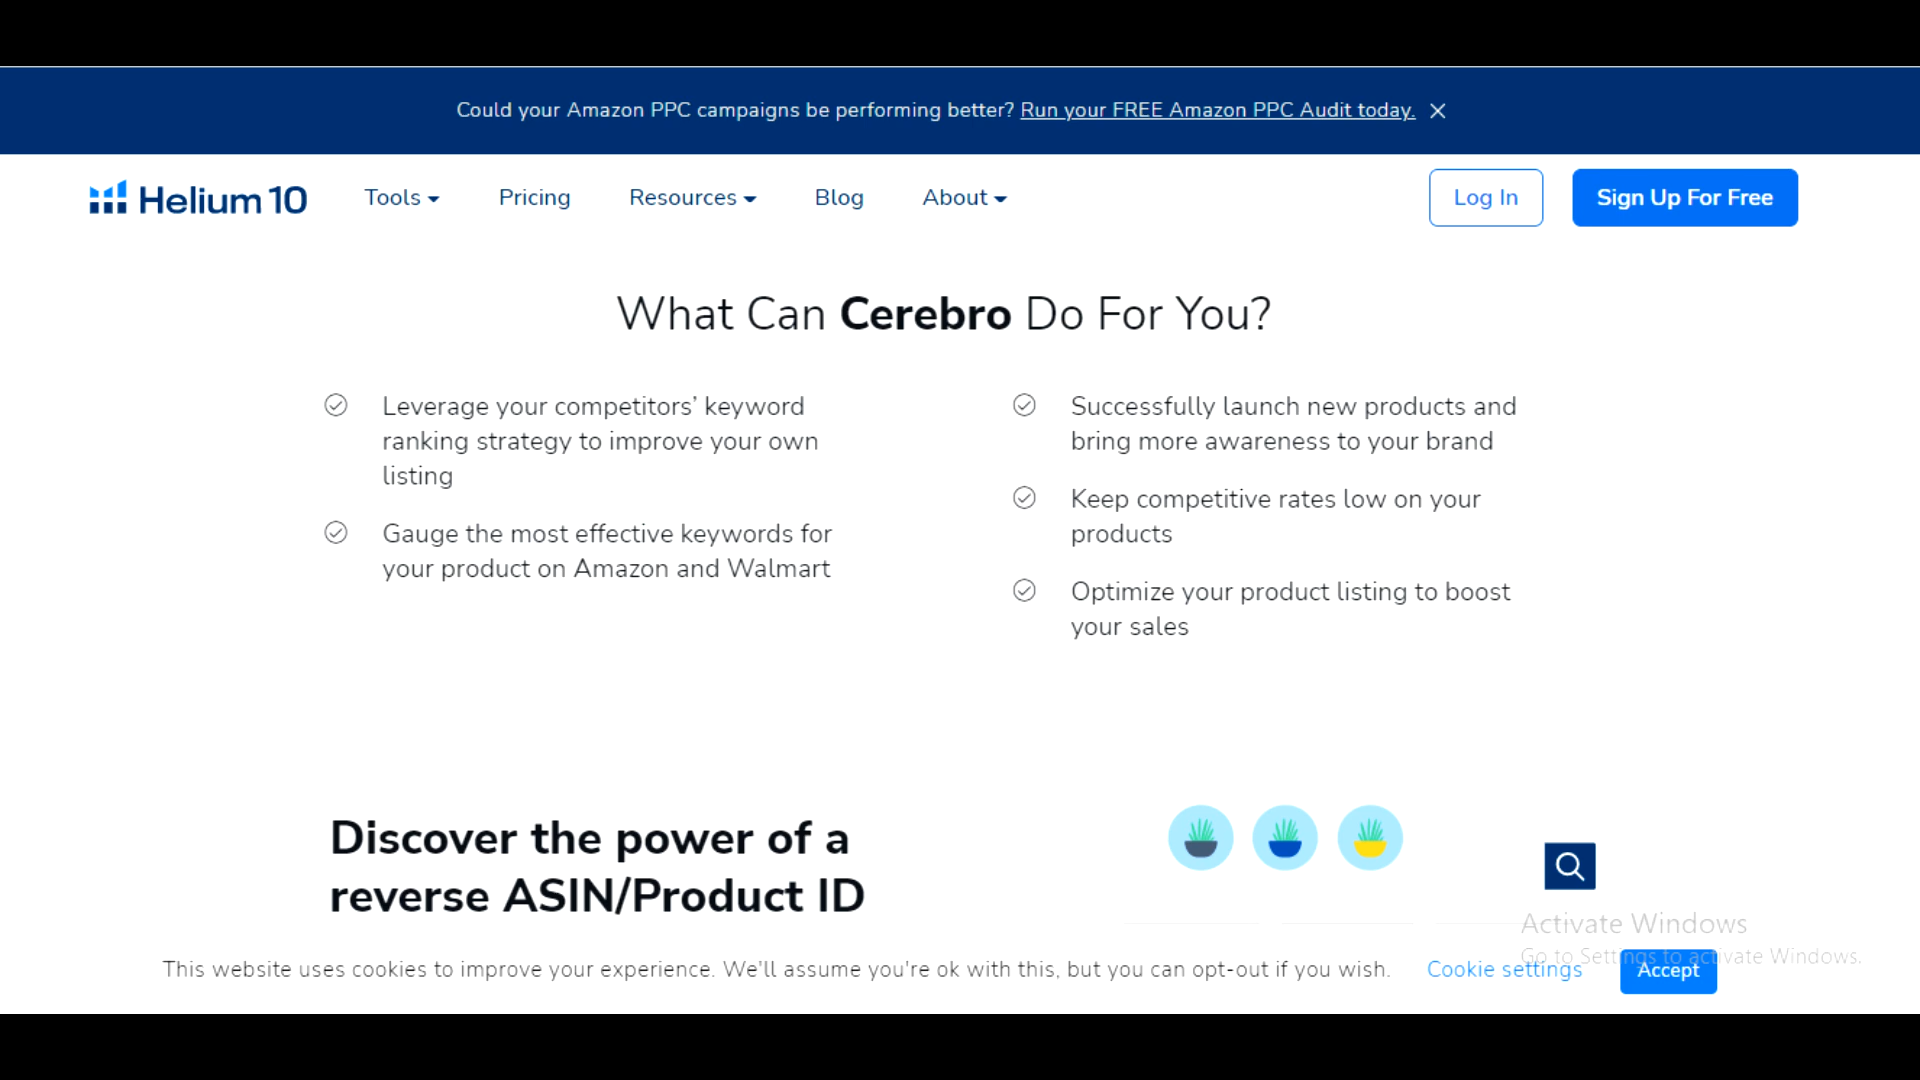 Could your Amazon PPC campaigns be performing better? Run your FREE Amazon PPC Audit today.
Helium 10 Tools Pricing Resources Blog About Log In Sign Up For Free
What Can Cerebro Do For You?
Leverage your competitors’ keyword
ranking strategy to improve your own
listing
Gauge the most effective keywords for
your product on Amazon and Walmart
Successfully launch new products and
bring more awareness to your brand
Keep competitive rates low on your
products
Optimize your product listing to boost
your sales
Discover the power of a
reverse ASIN/Product ID
Activate Windows
Go to Settings to activate Windows.
This website uses cookies to improve your experience. We'll assume you're ok with this, but you can opt-out if you wish. Cookie settings Accept